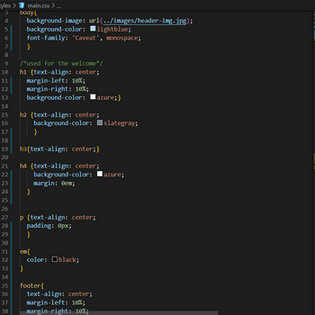 styles > main.css > ...
3 body{
4 background-image: url(../images/header-img.jpg);
5 background-color: lightblue;
6 font-family: 'Caveat', monospace;
7 }
8
9 /*used for the welcome*/
10 h1 {text-align: center;
11 margin-left: 10%;
12 margin-right: 10%;
13 background-color: azure;}
14
15 h2 {text-align: center;
16 background-color: slategray;
17 }
18
19 h3{text-align: center;}
20
21 h4 {text-align: center;
22 background-color: azure;
23 margin: 0em;
24 }
25
26
27 p {text-align: center;
28 padding: 0px;
29 }
30
31 em{
32 color: black;
33 }
34
35 footer{
36 text-align: center;
37 margin-left: 10%;
38 margin-right: 10%;